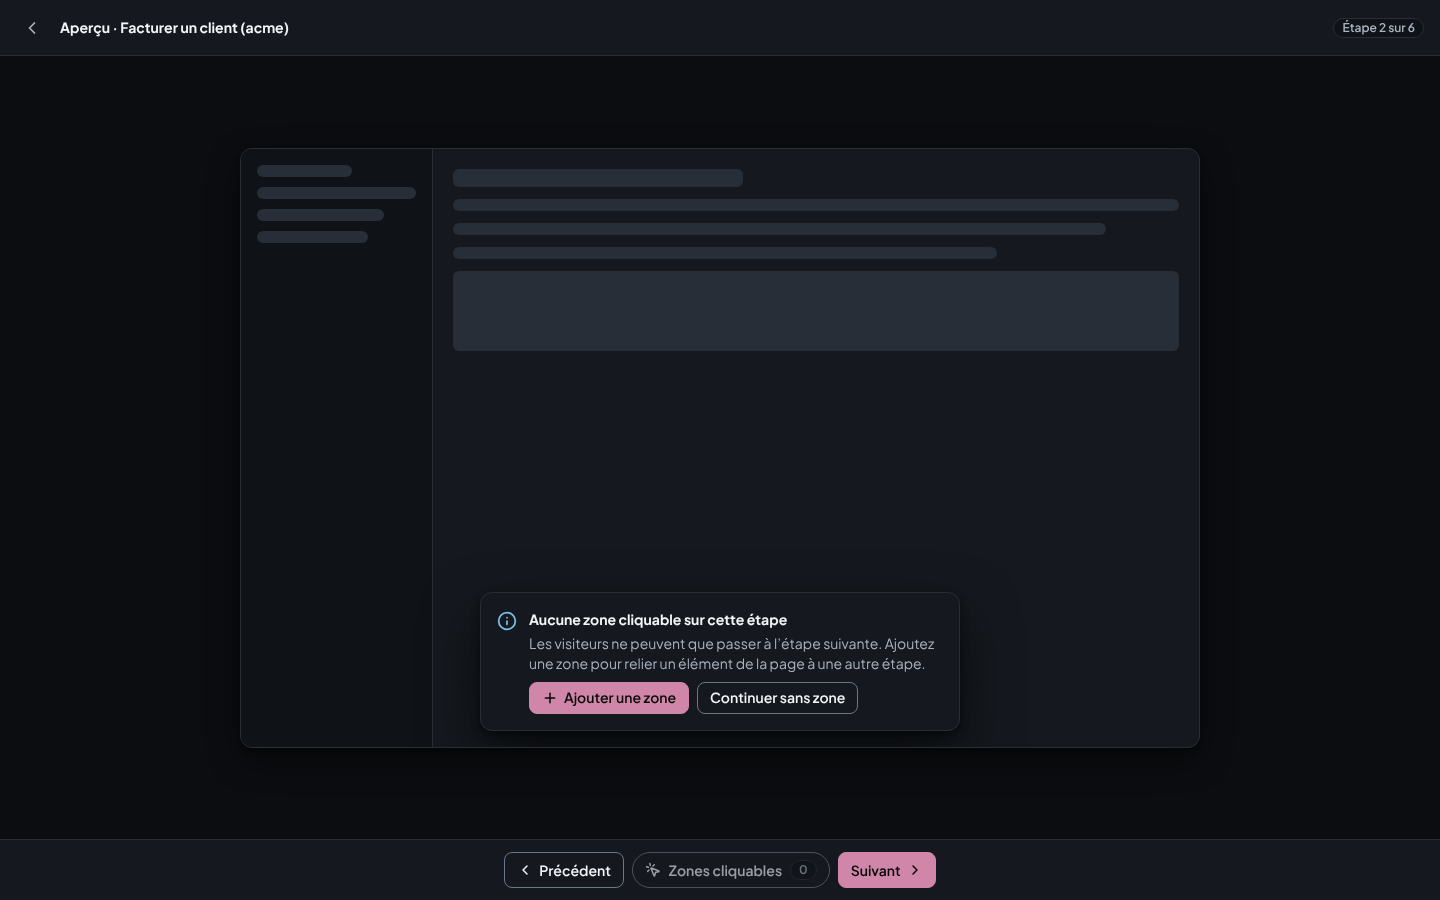 Aperçu · Facturer un client (acme)
Étape 2 sur 6
Aucune zone cliquable sur cette étape
Les visiteurs ne peuvent que passer à l’étape suivante. Ajoutez
une zone pour relier un élément de la page à une autre étape.
Ajouter une zone
Continuer sans zone
Précédent
Zones cliquables 0
Suivant